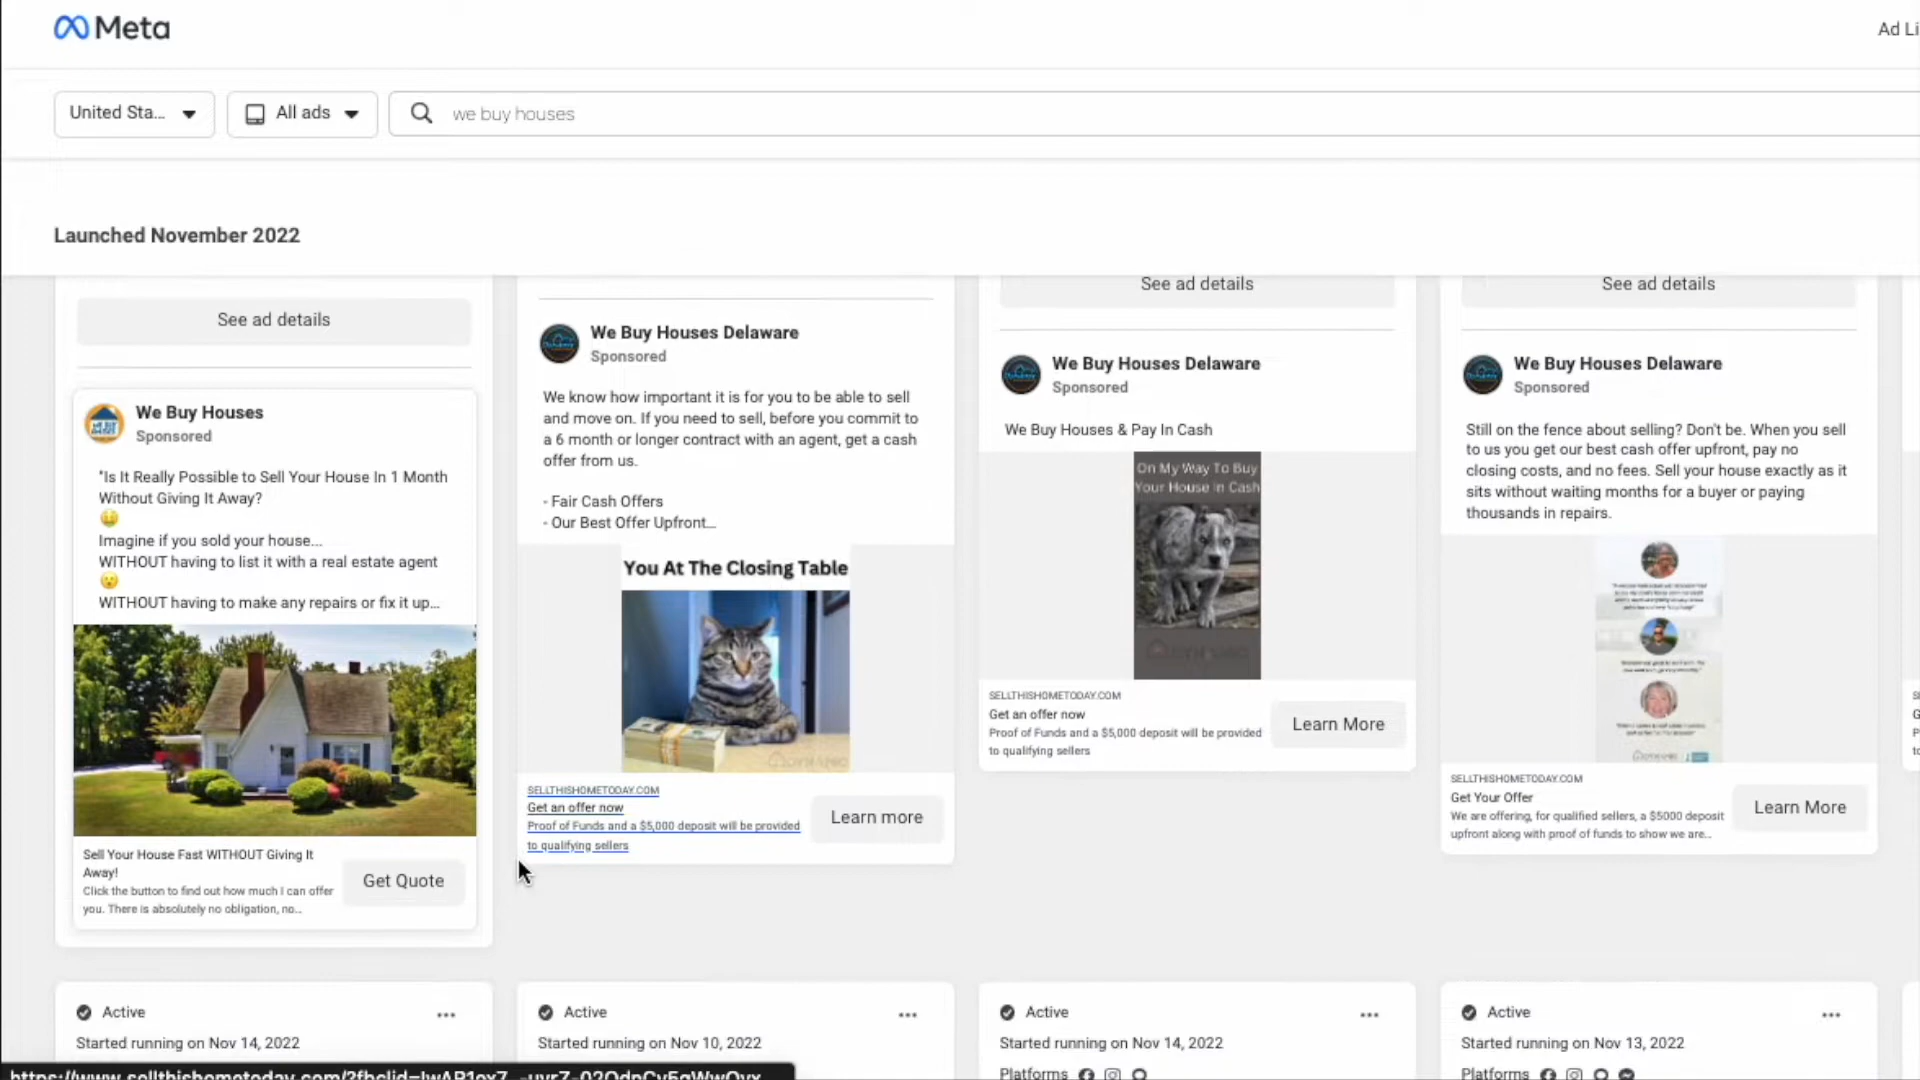 Meta
Ad Li
United Sta...
All ads
we buy houses
Launched November 2022
See ad details
We Buy Houses
Sponsored
"Is It Really Possible to Sell Your House In 1 Month
Without Giving It Away?
Imagine if you sold your house...
WITHOUT having to list it with a real estate agent
WITHOUT having to make any repairs or fix it up...
Sell Your House Fast WITHOUT Giving It
Away!
Click the button to find out how much I can offer
you. There is absolutely no obligation, no...
Get Quote
We Buy Houses Delaware
Sponsored
We know how important it is for you to be able to sell
and move on. If you need to sell, before you commit to
a 6 month or longer contract with an agent, get a cash
offer from us.
- Fair Cash Offers
- Our Best Offer Upfront...
You At The Closing Table
SELLTHISHOMETODAY.COM
Get an offer now
Proof of Funds and a $5,000 deposit will be provided
to qualifying sellers
Learn more
See ad details
We Buy Houses Delaware
Sponsored
We Buy Houses & Pay In Cash
On My Way To Buy
Your House In Cash
SELLTHISHOMETODAY.COM
Get an offer now
Proof of Funds and a $5,000 deposit will be provided
to qualifying sellers
Learn More
See ad details
We Buy Houses Delaware
Sponsored
Still on the fence about selling? Don't be. When you sell
to us you get our best cash offer upfront, pay no
closing costs, and no fees. Sell your house exactly as it
sits without waiting months for a buyer or paying
thousands in repairs.
SELLTHISHOMETODAY.COM
Get Your Offer
We are offering, for qualified sellers, a $5000 deposit
upfront along with proof of funds to show we are...
Learn More
Active
Started running on Nov 14, 2022
Active
Started running on Nov 10, 2022
Active
Started running on Nov 14, 2022
Platforms
Active
Started running on Nov 13, 2022
Platforms